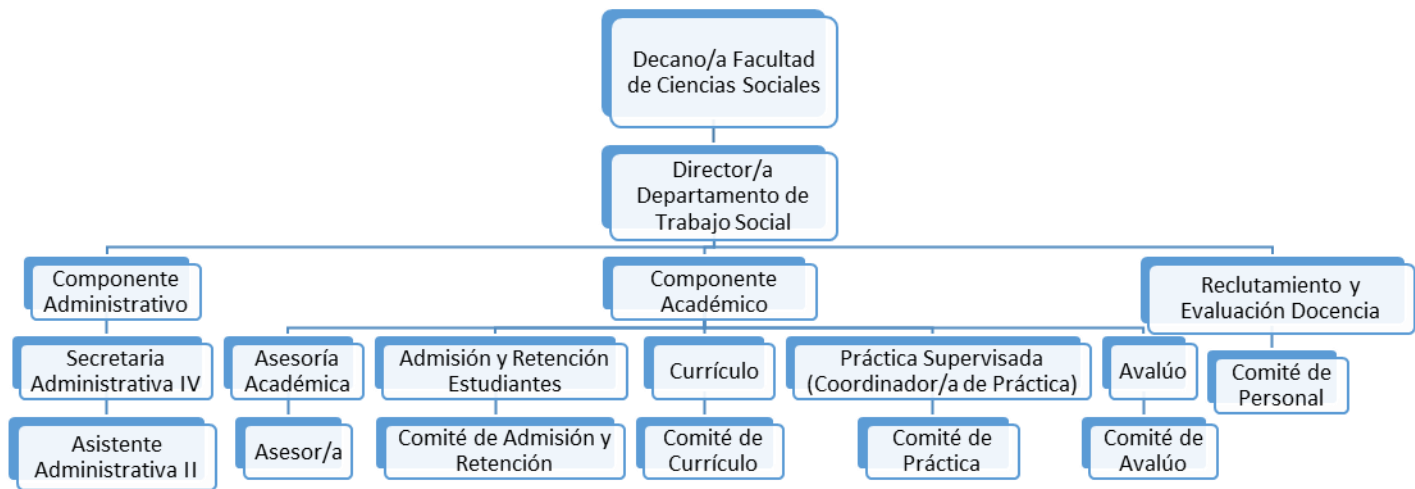 Decano/a Facultad
de Ciencias Sociales
Director/a
Departamento de
Trabajo Social
Componente
Administrativo
Componente
Académico
Reclutamiento y
Evaluación Docencia
Secretaria
Administrativa IV
Asesoría
Académica
Admisión y Retención
Estudiantes
Currículo
Práctica Supervisada
(Coordinador/a de Práctica)
Avalúo
Comité de
Personal
Asistente
Administrativa II
Asesor/a
Comité de Admisión y
Retención
Comité de
Currículo
Comité de
Práctica
Comité de
Avalúo